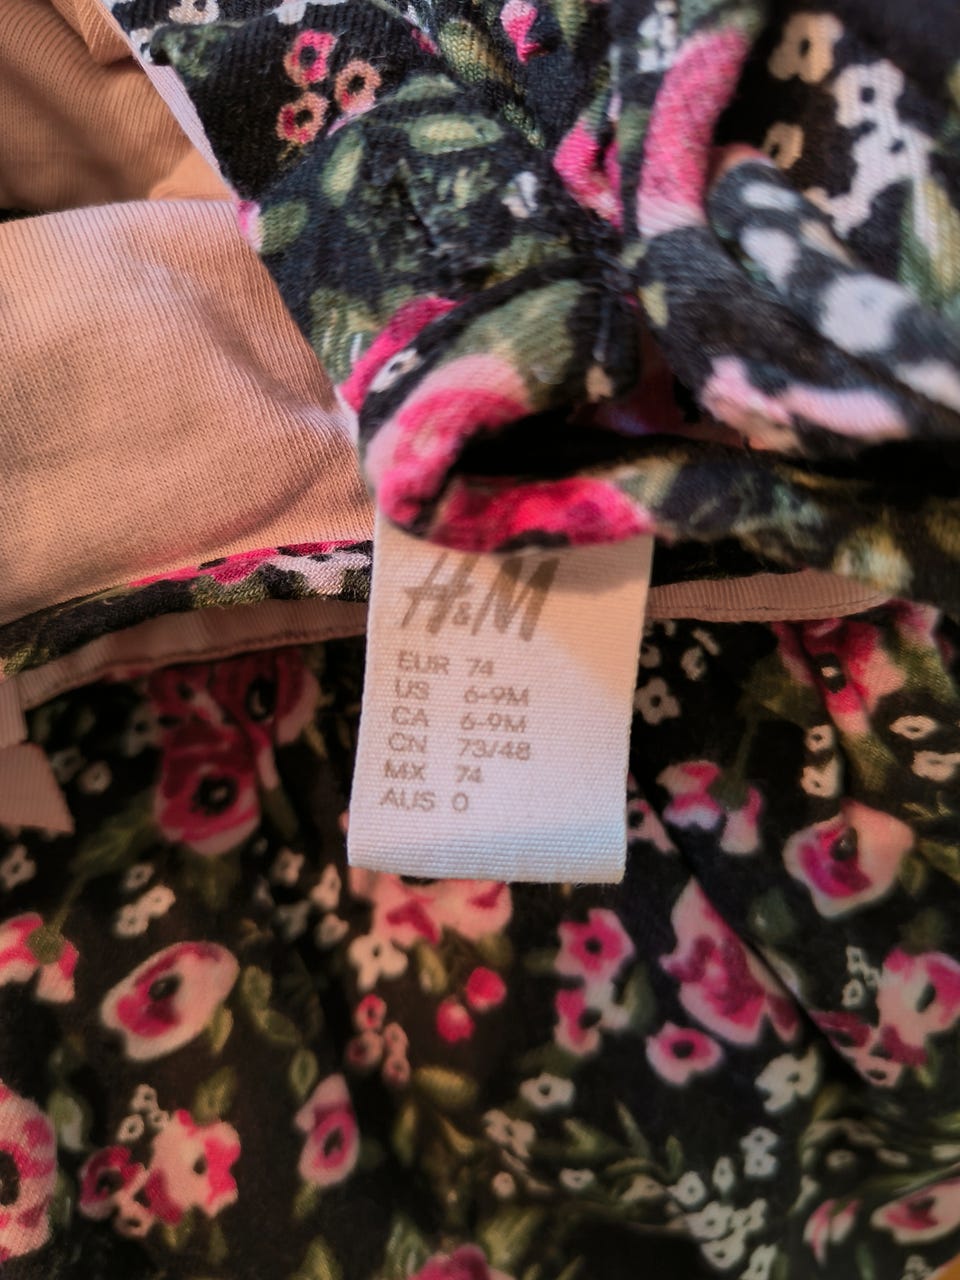 H&M
EUR 74
US 6-9M
CA 6-9M
CN 73/48
MX 74
AUS 0